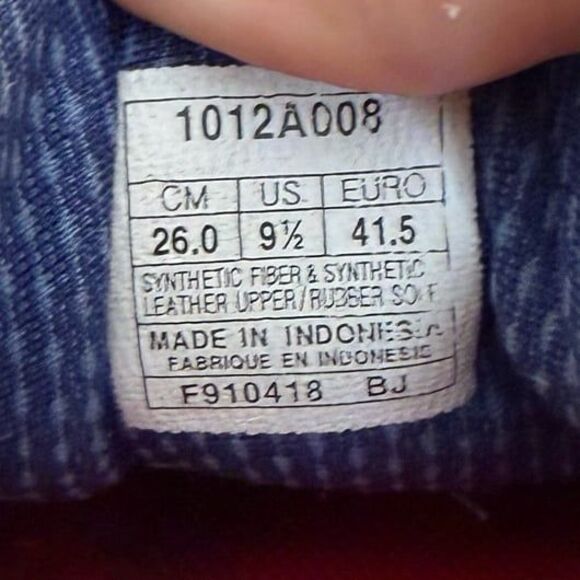 1012A008
CM US EURO
26.0 9½ 41.5
SYNTHETIC FIBER & SYNTHETIC
LEATHER UPPER/RUBBER SOLE
MADE IN INDONESIA
FABRIQUE EN INDONESIE
F910418 BJ